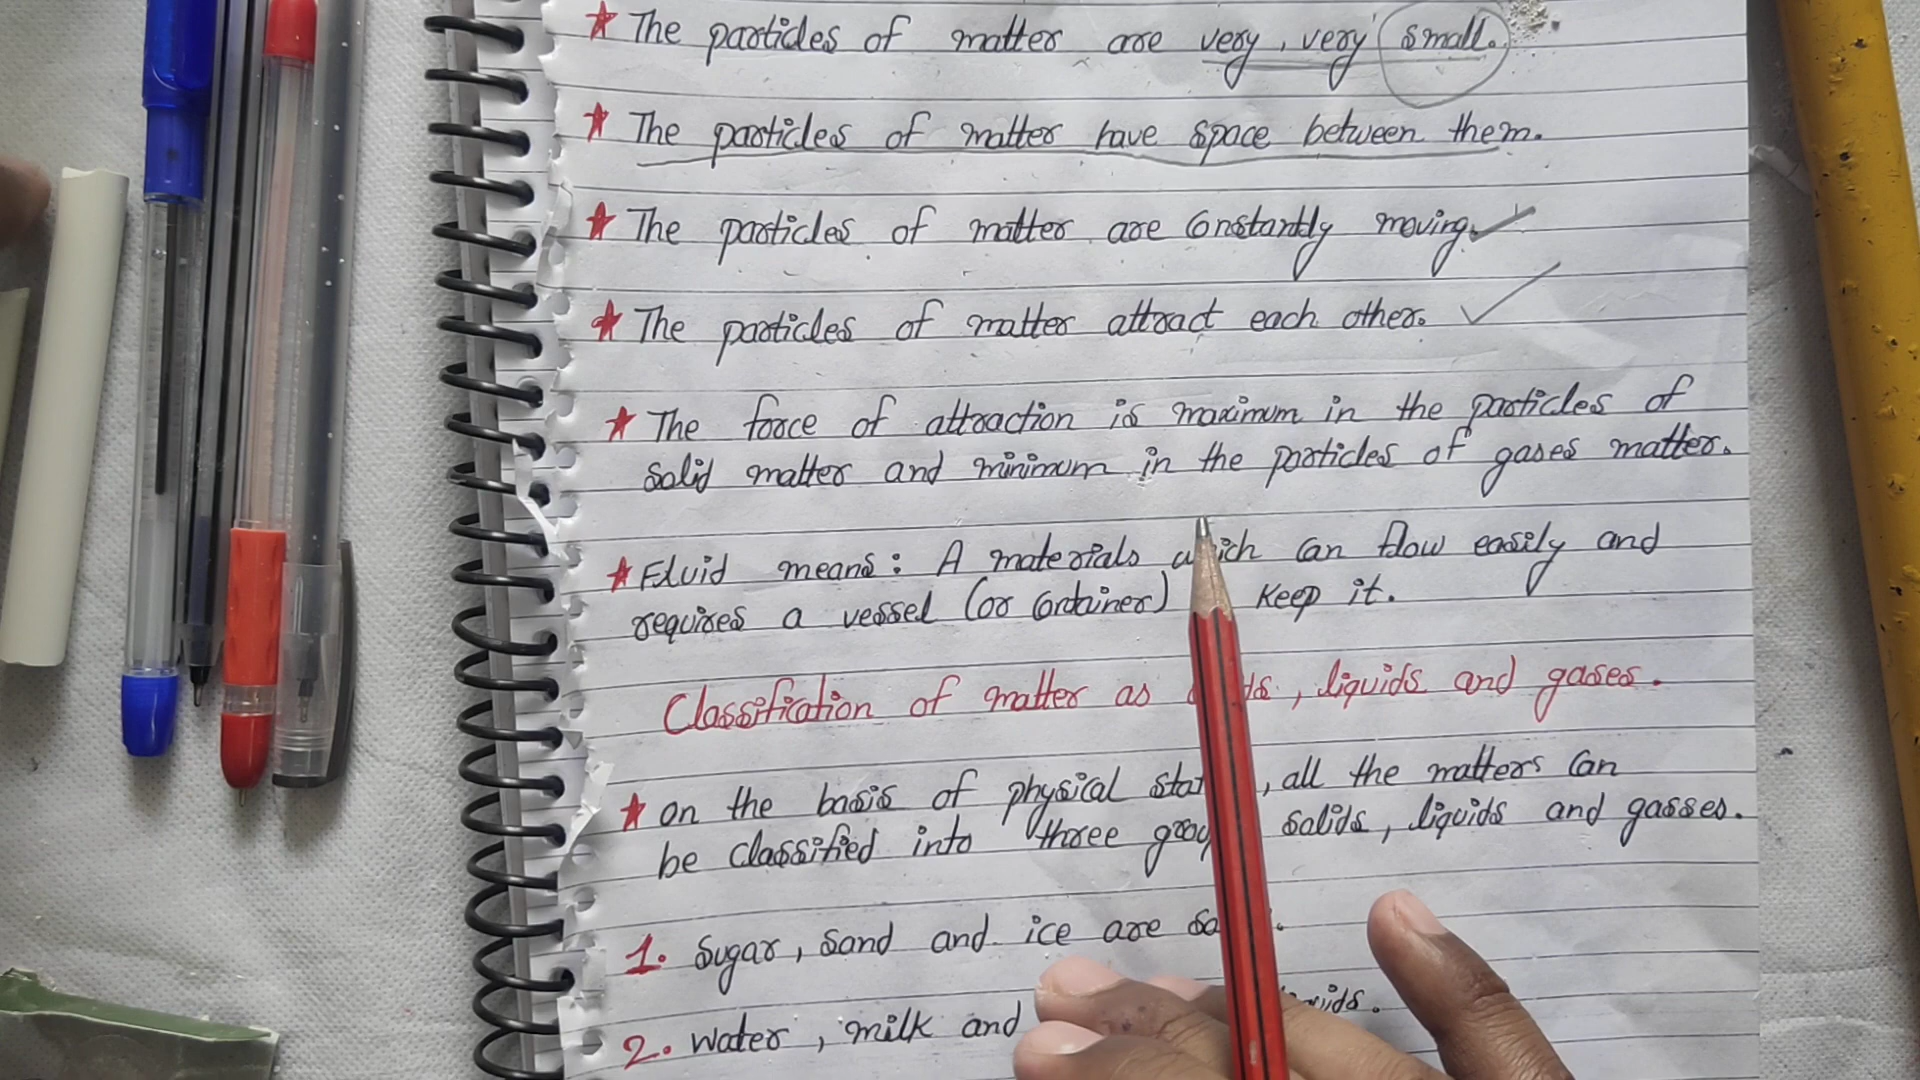 The particles of matter are very, very small.
The particles of matter have space between them.
The particles of matter are constantly moving.
The particles of matter attract each other.
The force of attraction is maximum in the particles of
solid matter and minimum in the particles of gases matter.
Fluid means: A materials which can flow easily and
requires a vessel (or container) Keep it.
Classification of matter as , liquids and gases.
on the basis of physical , all the matters can
be classified into three solids, liquids and gasses.
1. Sugar, Sand and ice are
2. Water, milk and